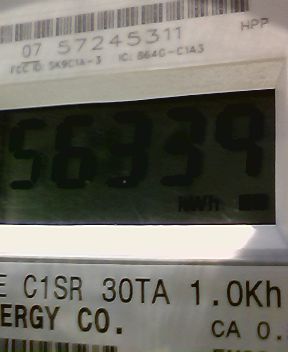 07 57245311 HPP
FCC ID: SK9C1A-3 IC: 864G-C1A3
56339
kWh
E C1SR 30TA 1.0Kh
ERGY CO. CA 0.